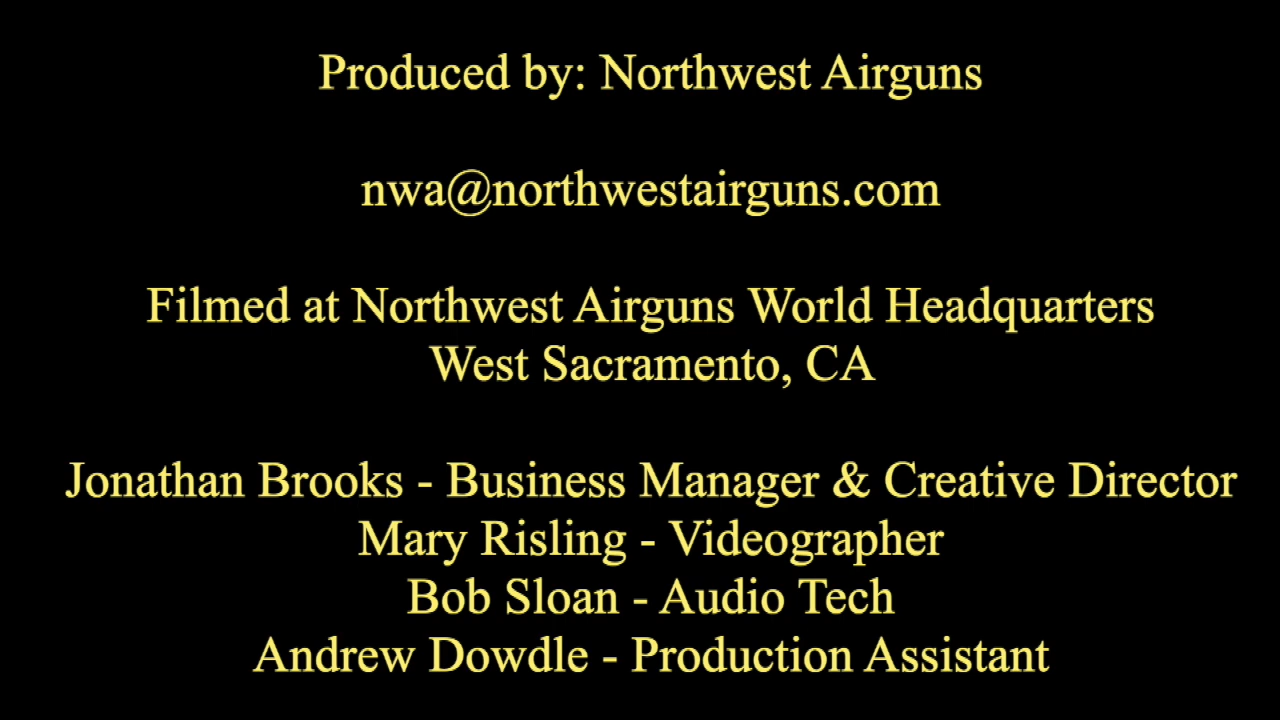 Produced by: Northwest Airguns
nwa@northwestairguns.com
Filmed at Northwest Airguns World Headquarters
West Sacramento, CA
Jonathan Brooks - Business Manager & Creative Director
Mary Risling - Videographer
Bob Sloan - Audio Tech
Andrew Dowdle - Production Assistant